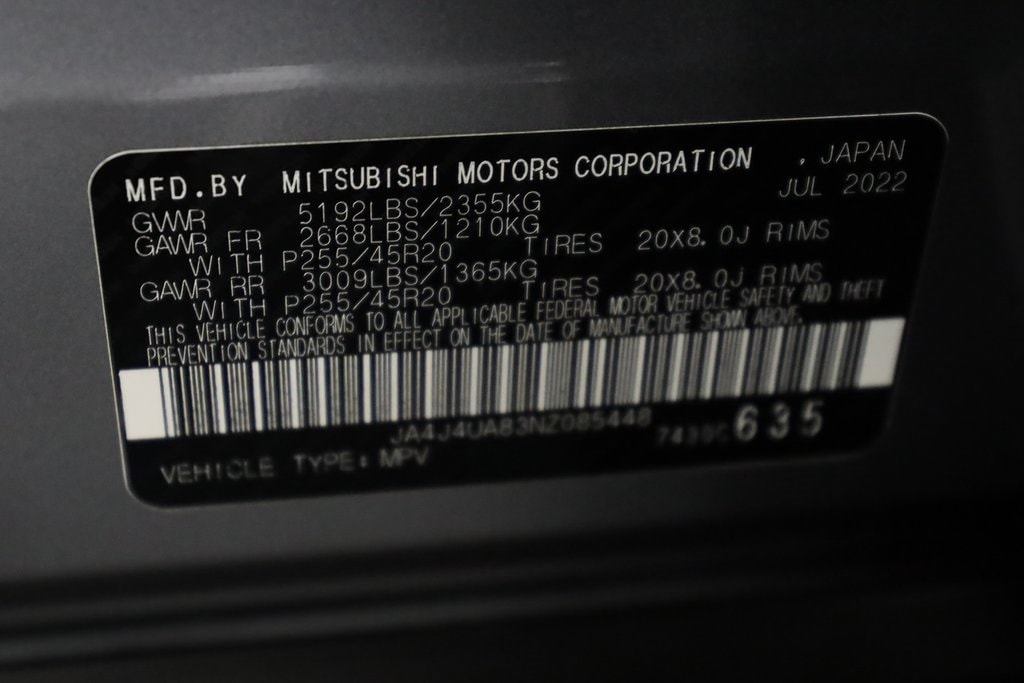 MFD.BY MITSUBISHI MOTORS CORPORATION . JAPAN
JUL 2022
GVWR 5192LBS/2355KG
GAWR FR 2668LBS/1210KG
WITH P255/45R20 TIRES 20X8.0J RIMS
GAWR RR 3009LBS/1365KG
WITH P255/45R20 TIRES 20X8.0J RIMS
THIS VEHICLE CONFORMS TO ALL APPLICABLE FEDERAL MOTOR VEHICLE SAFETY AND THEFT
PREVENTION STANDARDS IN EFFECT ON THE DATE OF MANUFACTURE SHOWN ABOVE.
JA4J4UA83NZ085448
635
VEHICLE TYPE: MPV